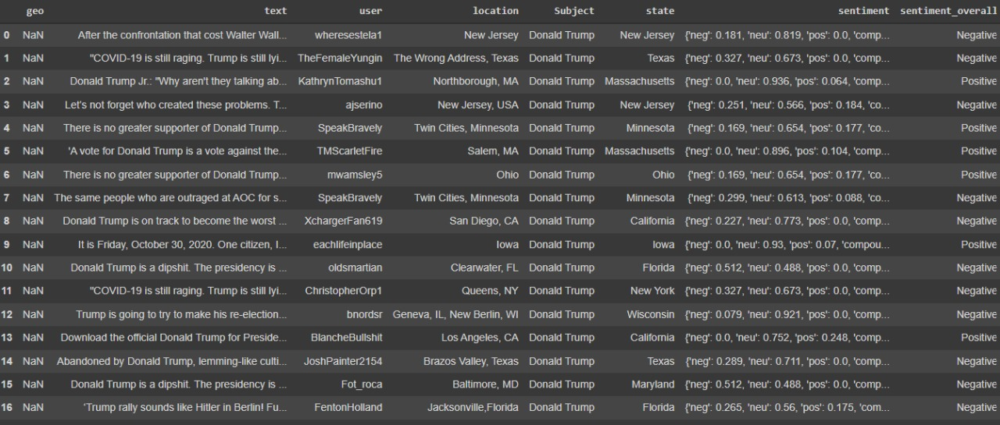 geo text user location Subject state sentiment sentiment_overall
0 NaN After the confrontation that cost Walter Wall... wheresestela1 New Jersey Donald Trump New Jersey {'neg': 0.181, 'neu': 0.819, 'pos': 0.0, 'comp... Negative
1 NaN "COVID-19 is still raging. Trump is still lyi... TheFemaleYungin The Wrong Address, Texas Donald Trump Texas {'neg': 0.327, 'neu': 0.673, 'pos': 0.0, 'comp... Negative
2 NaN Donald Trump Jr.: "Why aren't they talking ab... KathrynTomashu1 Northborough, MA Donald Trump Massachusetts {'neg': 0.0, 'neu': 0.936, 'pos': 0.064, 'comp... Positive
3 NaN Let's not forget who created these problems. T... ajserino New Jersey, USA Donald Trump New Jersey {'neg': 0.251, 'neu': 0.566, 'pos': 0.184, 'co... Negative
4 NaN There is no greater supporter of Donald Trump... SpeakBravely Twin Cities, Minnesota Donald Trump Minnesota {'neg': 0.169, 'neu': 0.654, 'pos': 0.177, 'co... Positive
5 NaN 'A vote for Donald Trump is a vote against the... TMScarletFire Salem, MA Donald Trump Massachusetts {'neg': 0.0, 'neu': 0.896, 'pos': 0.104, 'comp... Positive
6 NaN There is no greater supporter of Donald Trump... mwamsley5 Ohio Donald Trump Ohio {'neg': 0.169, 'neu': 0.654, 'pos': 0.177, 'co... Positive
7 NaN The same people who are outraged at AOC for s... SpeakBravely Twin Cities, Minnesota Donald Trump Minnesota {'neg': 0.299, 'neu': 0.613, 'pos': 0.088, 'co... Negative
8 NaN Donald Trump is on track to become the worst ... XchargerFan619 San Diego, CA Donald Trump California {'neg': 0.227, 'neu': 0.773, 'pos': 0.0, 'comp... Negative
9 NaN It is Friday, October 30, 2020. One citizen, I... eachlifeinplace Iowa Donald Trump Iowa {'neg': 0.0, 'neu': 0.93, 'pos': 0.07, 'compou... Positive
10 NaN Donald Trump is a dipshit. The presidency is ... oldsmartian Clearwater, FL Donald Trump Florida {'neg': 0.512, 'neu': 0.488, 'pos': 0.0, 'comp... Negative
11 NaN "COVID-19 is still raging. Trump is still lyi... ChristopherOrp1 Queens, NY Donald Trump New York {'neg': 0.327, 'neu': 0.673, 'pos': 0.0, 'comp... Negative
12 NaN Trump is going to try to make his re-election... bnordsr Geneva, IL, New Berlin, WI Donald Trump Wisconsin {'neg': 0.079, 'neu': 0.921, 'pos': 0.0, 'comp... Negative
13 NaN Download the official Donald Trump for Preside... BlancheBullshit Los Angeles, CA Donald Trump California {'neg': 0.0, 'neu': 0.752, 'pos': 0.248, 'comp... Positive
14 NaN Abandoned by Donald Trump, lemming-like culti... JoshPainter2154 Brazos Valley, Texas Donald Trump Texas {'neg': 0.289, 'neu': 0.711, 'pos': 0.0, 'comp... Negative
15 NaN Donald Trump is a dipshit. The presidency is ... Fot_roca Baltimore, MD Donald Trump Maryland {'neg': 0.512, 'neu': 0.488, 'pos': 0.0, 'comp... Negative
16 NaN 'Trump rally sounds like Hitler in Berlin! Fu... FentonHolland Jacksonville,Florida Donald Trump Florida {'neg': 0.265, 'neu': 0.56, 'pos': 0.175, 'com... Negative